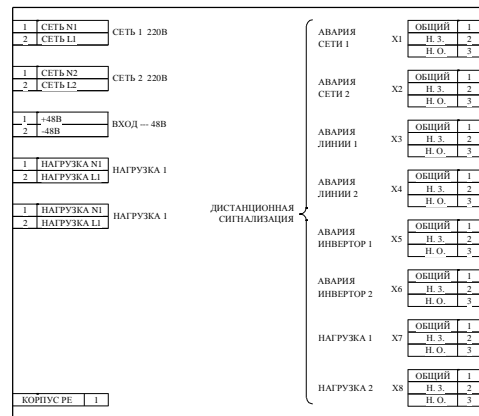 1 СЕТЬ N1
2 СЕТЬ L1
СЕТЬ 1 220В
1 СЕТЬ N2
2 СЕТЬ L2
СЕТЬ 2 220В
1 +48В
2 -48В
ВХОД --- 48В
1 НАГРУЗКА N1
2 НАГРУЗКА L1
НАГРУЗКА 1
1 НАГРУЗКА N1
2 НАГРУЗКА L1
НАГРУЗКА 1
КОРПУС РЕ 1
ДИСТАНЦИОННАЯ
СИГНАЛИЗАЦИЯ
АВАРИЯ
СЕТИ 1
X1
ОБЩИЙ 1
Н. З. 2
Н. О. 3
АВАРИЯ
СЕТИ 2
X2
ОБЩИЙ 1
Н. З. 2
Н. О. 3
АВАРИЯ
ЛИНИИ 1
X3
ОБЩИЙ 1
Н. З. 2
Н. О. 3
АВАРИЯ
ЛИНИИ 2
X4
ОБЩИЙ 1
Н. З. 2
Н. О. 3
АВАРИЯ
ИНВЕРТОР 1
X5
ОБЩИЙ 1
Н. З. 2
Н. О. 3
АВАРИЯ
ИНВЕРТОР 2
X6
ОБЩИЙ 1
Н. З. 2
Н. О. 3
НАГРУЗКА 1
X7
ОБЩИЙ 1
Н. З. 2
Н. О. 3
НАГРУЗКА 2
X8
ОБЩИЙ 1
Н. З. 2
Н. О. 3